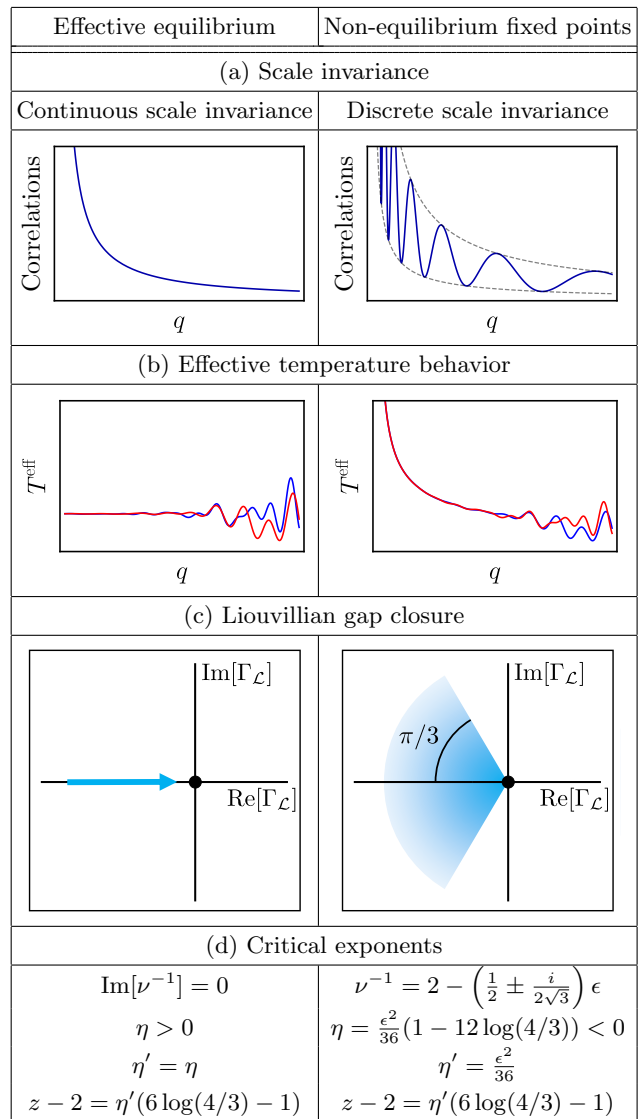 Effective equilibrium
Non-equilibrium fixed points
(a) Scale invariance
Continuous scale invariance
Discrete scale invariance
Correlations
q
Correlations
q
(b) Effective temperature behavior
T^eff
q
T^eff
q
(c) Liouvillian gap closure
Im[Γ_ℒ]
Re[Γ_ℒ]
π/3
Im[Γ_ℒ]
Re[Γ_ℒ]
(d) Critical exponents
Im[ν⁻¹] = 0
ν⁻¹ = 2 − (1/2 ± i/(2√3)) ϵ
η > 0
η = ϵ²/36 (1 − 12 log(4/3)) < 0
η′ = η
η′ = ϵ²/36
z − 2 = η′(6 log(4/3) − 1)
z − 2 = η′(6 log(4/3) − 1)